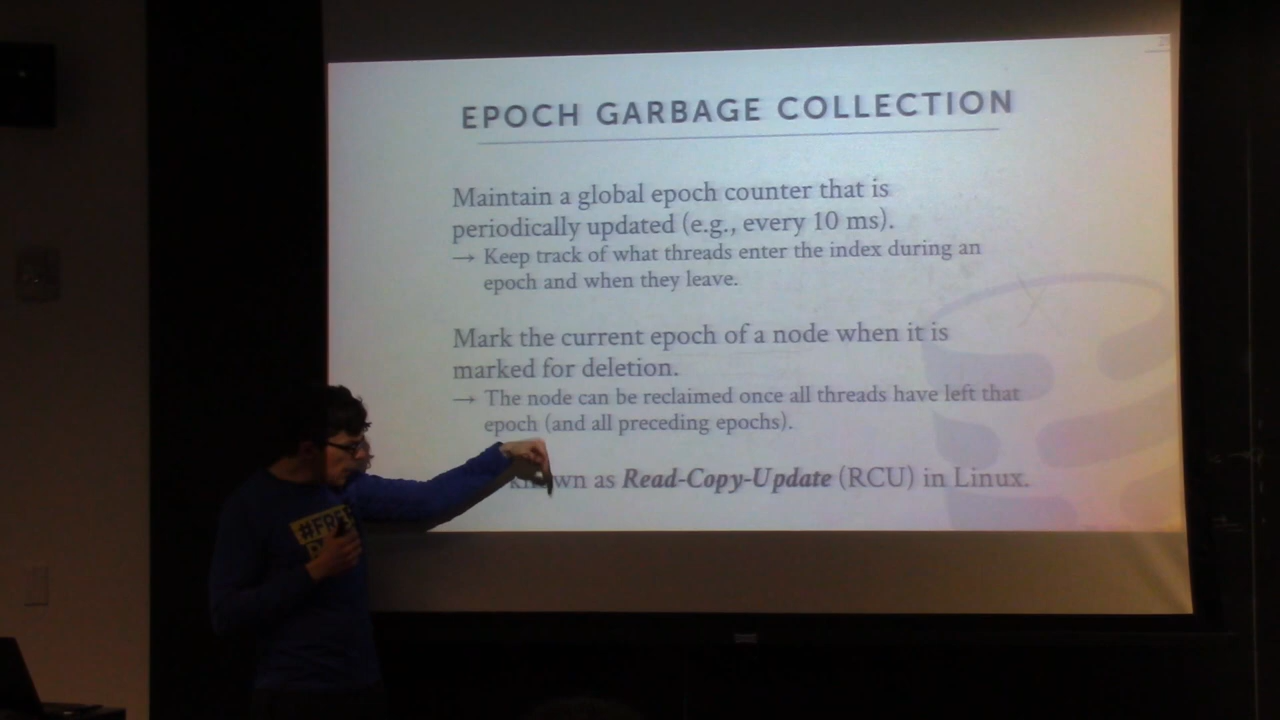 EPOCH GARBAGE COLLECTION
Maintain a global epoch counter that is
periodically updated (e.g., every 10 ms).
→ Keep track of what threads enter the index during an
epoch and when they leave.
Mark the current epoch of a node when it is
marked for deletion.
→ The node can be reclaimed once all threads have left that
epoch (and all preceding epochs).
known as Read-Copy-Update (RCU) in Linux.